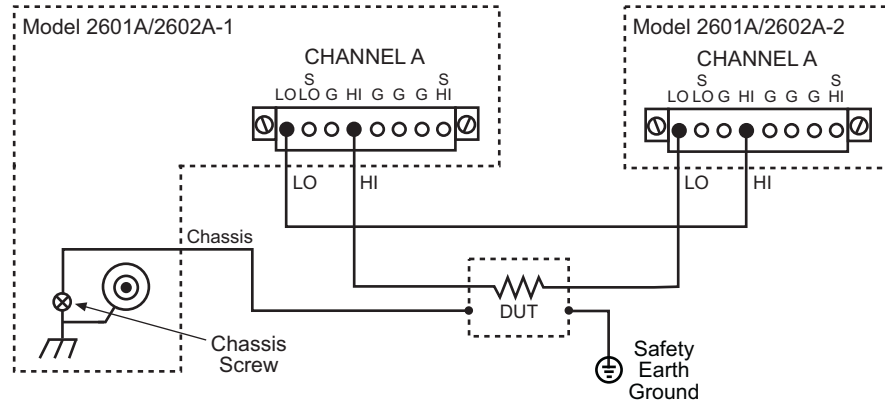 Model 2601A/2602A-1
CHANNEL A
S S
LO LO G HI G G G HI
LO HI
Model 2601A/2602A-2
CHANNEL A
S S
LO LO G HI G G G HI
LO HI
Chassis
DUT
Chassis
Screw
Safety
Earth
Ground